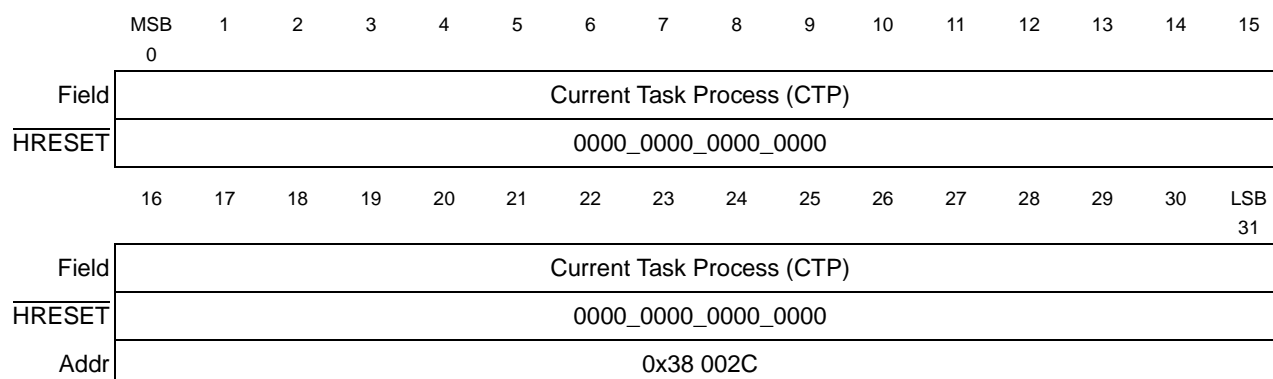 MSB 1 2 3 4 5 6 7 8 9 10 11 12 13 14 15
0
Field Current Task Process (CTP)
HRESET 0000_0000_0000_0000
16 17 18 19 20 21 22 23 24 25 26 27 28 29 30 LSB
31
Field Current Task Process (CTP)
HRESET 0000_0000_0000_0000
Addr 0x38 002C